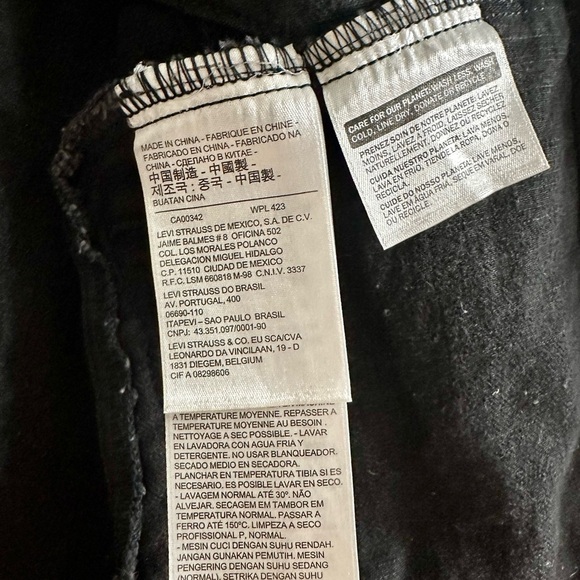 MADE IN CHINA - FABRIQUE EN CHINE -
FABRICADO EN CHINA - FABRICADO NA
CHINA - СДЕЛАНО В КИТАЕ -
中国制造 - 中國製 -
제조국 : 중국 - 中国製 -
BUATAN CINA
CA00342 WPL 423
LEVI STRAUSS DE MEXICO, S.A. DE C.V.
JAIME BALMES # 8 OFICINA 502
COL. LOS MORALES POLANCO
DELEGACION MIGUEL HIDALGO
C.P. 11510 CIUDAD DE MEXICO
R.F.C. LSM 660818 M-98 C.N.I.V. 3337
LEVI STRAUSS DO BRASIL
AV. PORTUGAL, 400
06690-110
ITAPEVI – SAO PAULO BRASIL
CNPJ: 43.351.097/0001-90
LEVI STRAUSS & CO. EU SCA/CVA
LEONARDO DA VINCILAAN, 19 - D
1831 DIEGEM, BELGIUM
CIF A 08298606
A TEMPERATURE MOYENNE. REPASSER A
TEMPERATURE MOYENNE AU BESOIN .
NETTOYAGE A SEC POSSIBLE. - LAVAR
EN LAVADORA CON AGUA FRIA Y
DETERGENTE. NO USAR BLANQUEADOR.
SECADO MEDIO EN SECADORA.
PLANCHAR EN TEMPERATURA TIBIA SI ES
NECESARIO. ES POSIBLE LAVAR EN SECO.
- LAVAGEM NORMAL ATÉ 30º. NÃO
ALVEJAR. SECAGEM EM TAMBOR EM
TEMPERATURA NORMAL. PASSAR A
FERRO ATÉ 150ºC. LIMPEZA A SECO
PROFISSIONAL P, NORMAL.
- MESIN CUCI DENGAN SUHU RENDAH.
JANGAN GUNAKAN PEMUTIH. MESIN
PENGERING DENGAN SUHU SEDANG
(NORMAL). SETRIKA DENGAN SUHU
CARE FOR OUR PLANET: WASH LESS, WASH
COLD, LINE DRY, DONATE OR RECYCLE.
PRENEZ SOIN DE NOTRE PLANETE: LAVEZ
MOINS, LAVEZ A FROID, LAISSEZ SÉCHER
NATURELLEMENT, DONNEZ OU RECYCLEZ.
CUIDA NUESTRO PLANETA: LAVA MENOS,
LAVA EN FRÍO, TIENDE LA ROPA, DONA O
RECICLA.
CUIDE DO NOSSO PLANETA: LAVE MENOS,
LAVE EM ÁGUA FRIA, SEQUE AO VENTO, DOE
OU RECICLE.